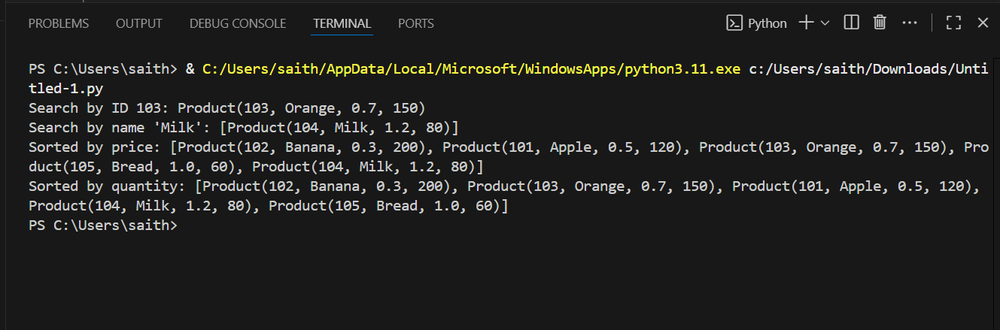 PROBLEMS OUTPUT DEBUG CONSOLE TERMINAL PORTS Python
PS C:\Users\saith> & C:/Users/saith/AppData/Local/Microsoft/WindowsApps/python3.11.exe c:/Users/saith/Downloads/Unti
tled-1.py
Search by ID 103: Product(103, Orange, 0.7, 150)
Search by name 'Milk': [Product(104, Milk, 1.2, 80)]
Sorted by price: [Product(102, Banana, 0.3, 200), Product(101, Apple, 0.5, 120), Product(103, Orange, 0.7, 150), Pro
duct(105, Bread, 1.0, 60), Product(104, Milk, 1.2, 80)]
Sorted by quantity: [Product(102, Banana, 0.3, 200), Product(103, Orange, 0.7, 150), Product(101, Apple, 0.5, 120),
Product(104, Milk, 1.2, 80), Product(105, Bread, 1.0, 60)]
PS C:\Users\saith>